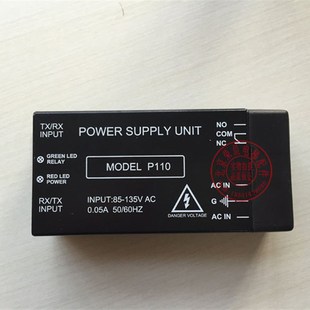 TX/RX
INPUT
GREEN LED
RELAY
RED LED
POWER
RX/TX
INPUT
POWER SUPPLY UNIT
MODEL P110
INPUT:85-135V AC
0.05A 50/60HZ
DANGER VOLTAGE
NO
COM
NC
AC IN
G
AC IN